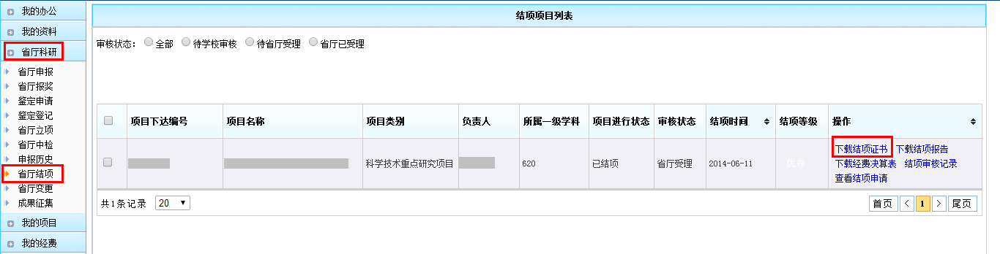 我的办公
我的资料
省厅科研
省厅申报
省厅报奖
鉴定申请
鉴定登记
省厅立项
省厅中检
申报历史
省厅结项
省厅变更
成果征集
我的项目
我的经费
结项项目列表
审核状态： 全部 待学校审核 待省厅受理 省厅已受理
项目下达编号 项目名称 项目类别 负责人 所属一级学科 项目进行状态 审核状态 结项时间 结项等级 操作
科学技术重点研究项目 620 已结项 省厅受理 2014-06-11 优秀 下载结项证书 下载结项报告
下载经费决算表 结项审核记录
查看结项申请
共1条记录 20 首页 < 1 > 尾页